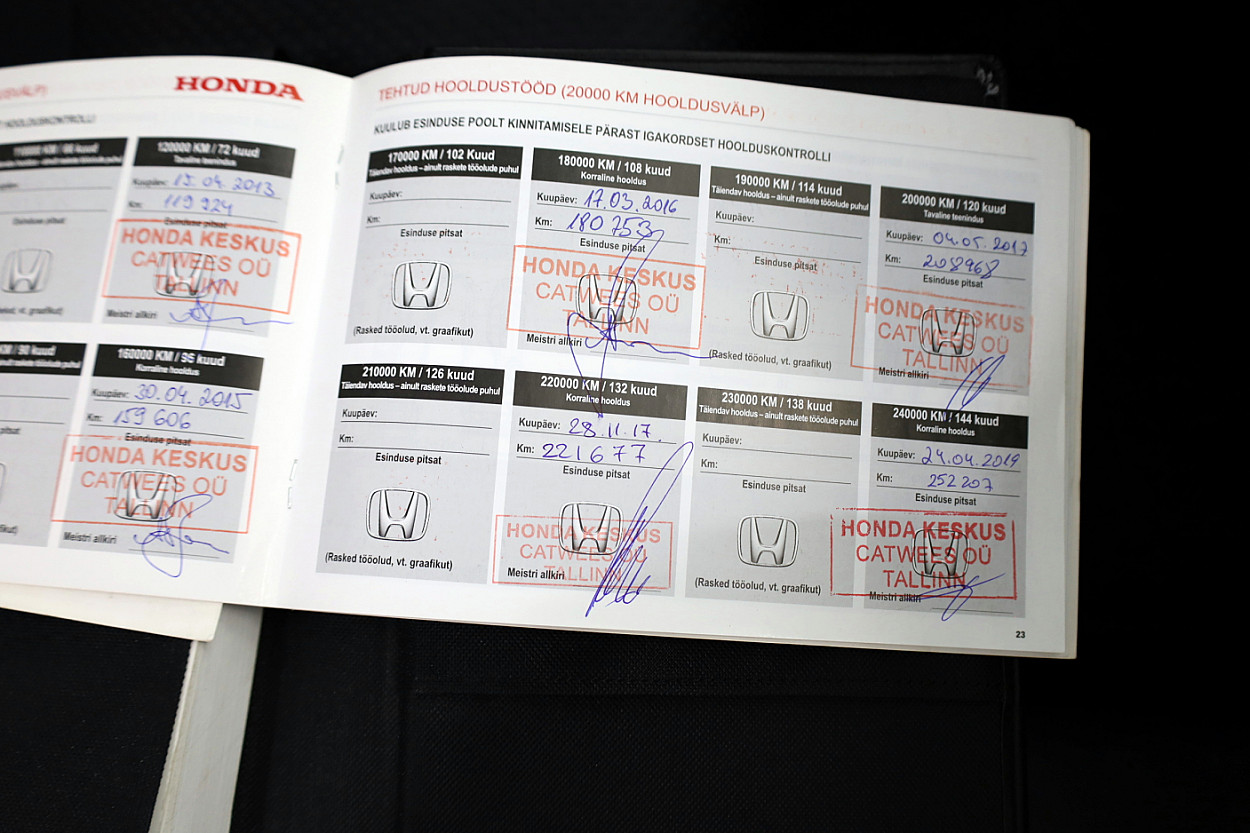 HONDA
HOOLDUSKONTROLLI
120000 KM / 72 kuud
Tavaline teenindus
Kuupäev: 15.04.2013
Km: 119 924
Esinduse pitsat
HONDA KESKUS
CATWEES OÜ
TALLINN
Meistri allkiri
Esinduse pitsat
160000 KM / 96 kuud
Korraline hooldus
Kuupäev: 30.04.2015
Km: 159 606
Esinduse pitsat
HONDA KESKUS
CATWEES OÜ
TALLINN
Meistri allkiri
TEHTUD HOOLDUSTÖÖD (20000 KM HOOLDUSVÄLP)
KUULUB ESINDUSE POOLT KINNITAMISELE PÄRAST IGAKORDSET HOOLDUSKONTROLLI
170000 KM / 102 Kuud
Täiendav hooldus – ainult raskete tööolude puhul
Kuupäev:
Km:
Esinduse pitsat
(Rasked tööolud, vt. graafikut)
180000 KM / 108 kuud
Korraline hooldus
Kuupäev: 17.03.2016
Km: 180 753
Esinduse pitsat
HONDA KESKUS
CATWEES OÜ
TALLINN
Meistri allkiri
190000 KM / 114 kuud
Täiendav hooldus – ainult raskete tööolude puhul
Kuupäev:
Km:
Esinduse pitsat
(Rasked tööolud, vt. graafikut)
200000 KM / 120 kuud
Tavaline teenindus
Kuupäev: 04.05.2017
Km: 208968
Esinduse pitsat
HONDA KESKUS
CATWEES OÜ
TALLINN
Meistri allkiri
210000 KM / 126 kuud
Täiendav hooldus – ainult raskete tööolude puhul
Kuupäev:
Km:
Esinduse pitsat
(Rasked tööolud, vt. graafikut)
220000 KM / 132 kuud
Korraline hooldus
Kuupäev: 28.11.17.
Km: 221677
Esinduse pitsat
HONDA KESKUS
CATWEES OÜ
TALLINN
Meistri allkiri
230000 KM / 138 kuud
Täiendav hooldus – ainult raskete tööolude puhul
Kuupäev:
Km:
Esinduse pitsat
(Rasked tööolud, vt. graafikut)
240000 KM / 144 kuud
Korraline hooldus
Kuupäev: 24.04.2019
Km: 252207
Esinduse pitsat
HONDA KESKUS
CATWEES OÜ
TALLINN
Meistri allkiri
23